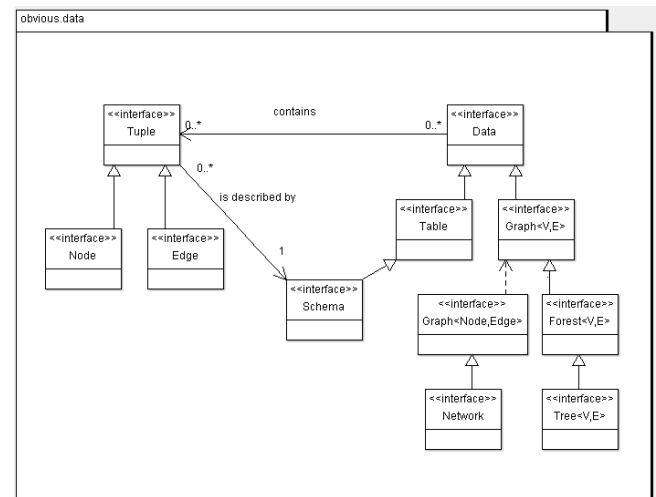 obvious.data
<<interface>>
Tuple
0..*
contains
0..*
<<interface>>
Data
0..*
is described by
1
<<interface>>
Node
<<interface>>
Edge
<<interface>>
Table
<<interface>>
Graph<V,E>
<<interface>>
Schema
<<interface>>
Graph<Node,Edge>
<<interface>>
Forest<V,E>
<<interface>>
Network
<<interface>>
Tree<V,E>